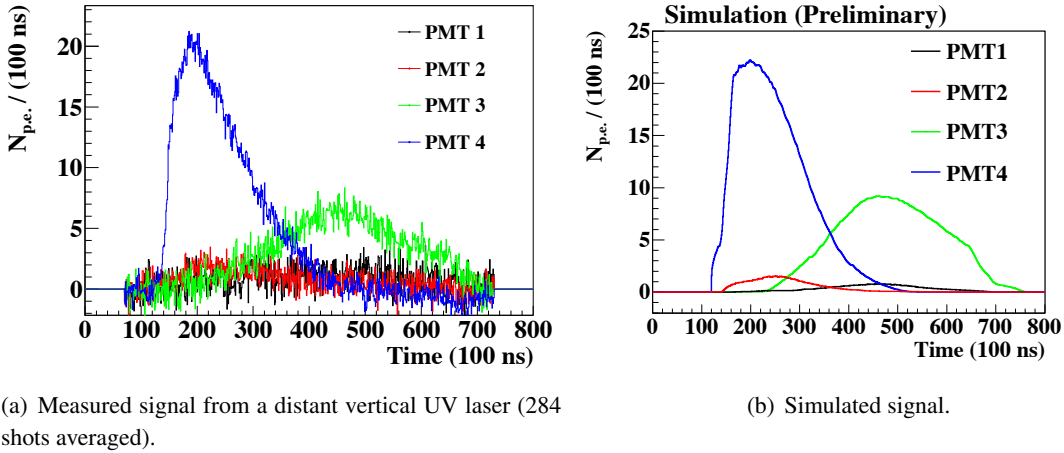 N_p.e. / (100 ns)
20
15
10
5
0
PMT 1
PMT 2
PMT 3
PMT 4
0 100 200 300 400 500 600 700 800
Time (100 ns)
Simulation (Preliminary)
N_p.e. / (100 ns)
25
20
15
10
5
0
PMT1
PMT2
PMT3
PMT4
0 100 200 300 400 500 600 700 800
Time (100 ns)
(a) Measured signal from a distant vertical UV laser (284
shots averaged).
(b) Simulated signal.